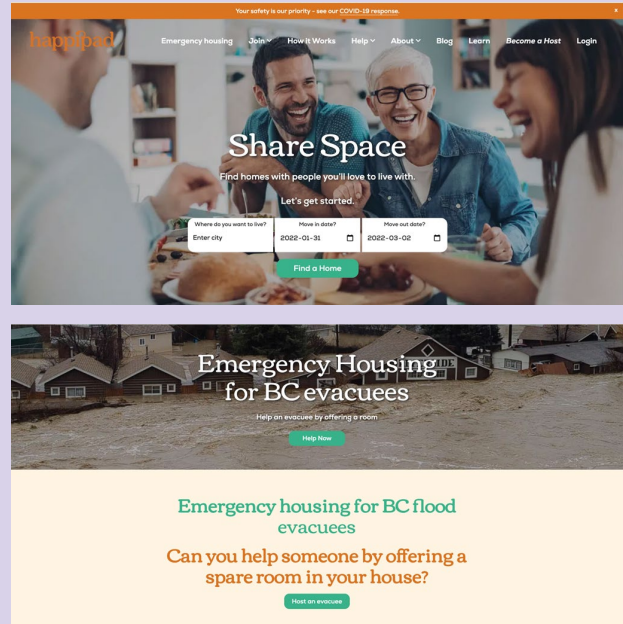 Your safety is our priority - see our COVID-19 response.
x
happipad
Emergency housing Join How It Works Help About Blog Learn Become a Host Login
Share Space
Find homes with people you'll love to live with.
Let's get started.
Where do you want to live? Move in date? Move out date?
Enter city 2022-01-31 2022-03-02
Find a Home
Emergency Housing
for BC evacuees
Help an evacuee by offering a room
Help Now
Emergency housing for BC flood
evacuees
Can you help someone by offering a
spare room in your house?
Host an evacuee